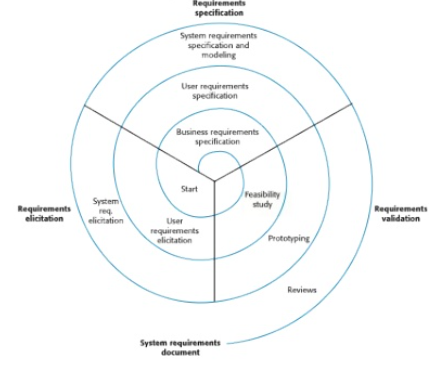 Requirements
specification
System requirements
specification and
modeling
User requirements
specification
Business requirements
specification
Start
Feasibility
study
System
req.
elicitation
User
requirements
elicitation
Requirements
elicitation
Requirements
validation
Prototyping
Reviews
System requirements
document